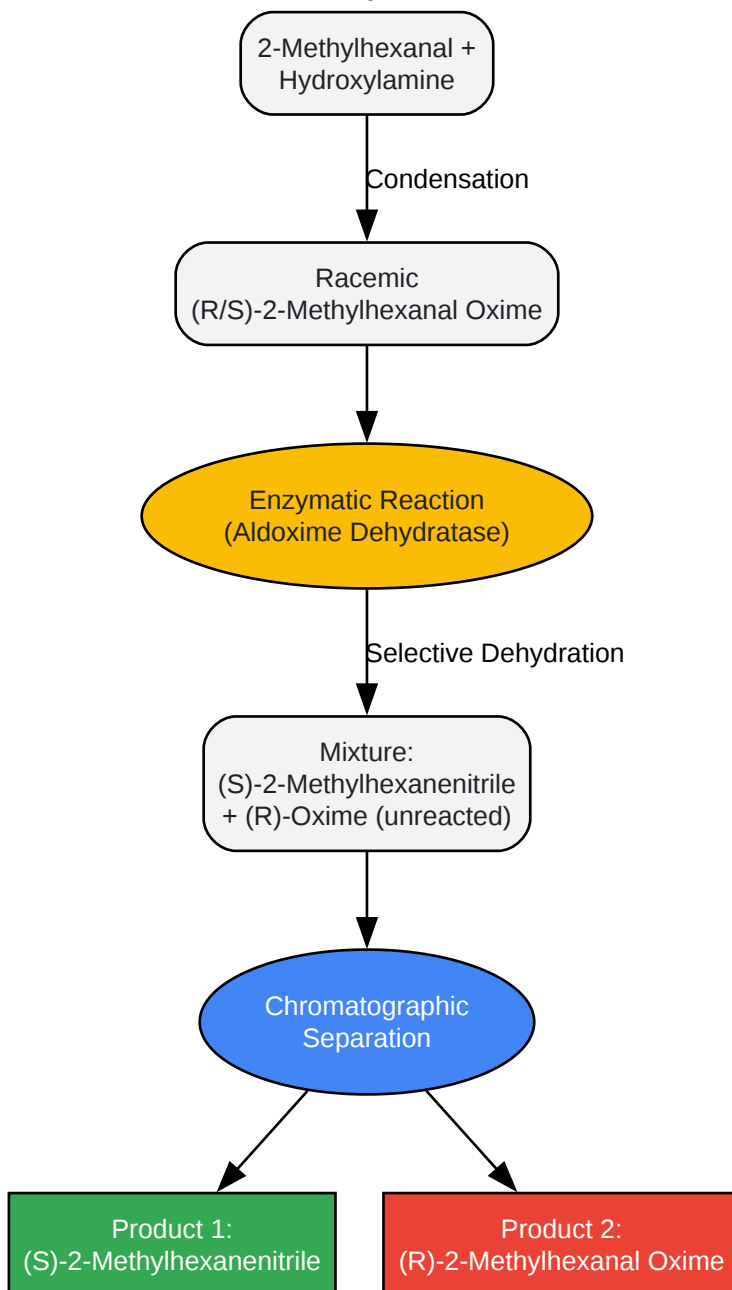 2-Methylhexanal +
Hydroxylamine
Condensation
Racemic
(R/S)-2-Methylhexanal Oxime
Enzymatic Reaction
(Aldoxime Dehydratase)
Selective Dehydration
Mixture:
(S)-2-Methylhexanenitrile
+ (R)-Oxime (unreacted)
Chromatographic
Separation
Product 1:
(S)-2-Methylhexanenitrile
Product 2:
(R)-2-Methylhexanal Oxime